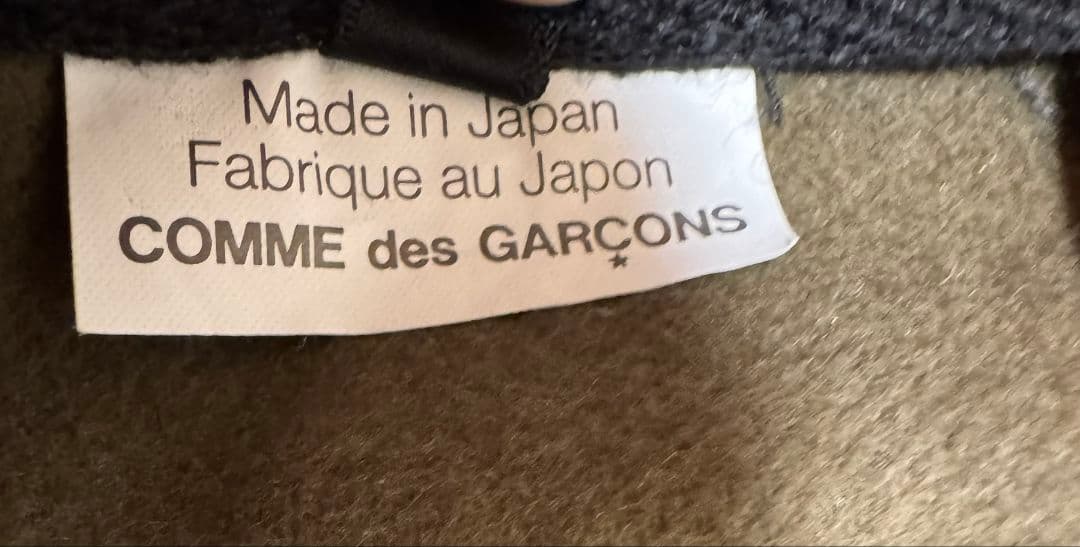 Made in Japan
Fabrique au Japon
COMME des GARÇONS